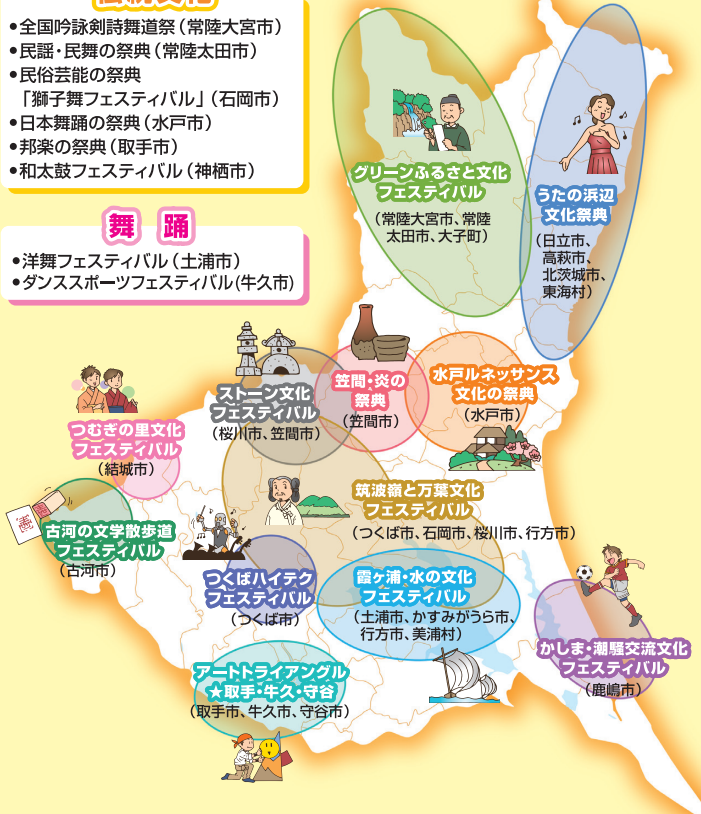 伝統文化
•全国吟詠剣詩舞道祭（常陸大宮市）
•民謡・民舞の祭典（常陸太田市）
•民俗芸能の祭典
「獅子舞フェスティバル」（石岡市）
•日本舞踊の祭典（水戸市）
•邦楽の祭典（取手市）
•和太鼓フェスティバル（神栖市）
舞 踊
•洋舞フェスティバル（土浦市）
•ダンススポーツフェスティバル(牛久市)
グリーンふるさと文化
フェスティバル
（常陸大宮市、常陸
太田市、大子町）
うたの浜辺
文化祭典
（日立市、
高萩市、
北茨城市、
東海村）
ストーン文化
フェスティバル
（桜川市、笠間市）
笠間・炎の
祭典
（笠間市）
水戸ルネッサンス
文化の祭典
（水戸市）
つむぎの里文化
フェスティバル
（結城市）
筑波嶺と万葉文化
フェスティバル
（つくば市、石岡市、桜川市、行方市）
古河の文学散歩道
フェスティバル
（古河市）
つくばハイテク
フェスティバル
（つくば市）
霞ヶ浦・水の文化
フェスティバル
（土浦市、かすみがうら市、
行方市、美浦村）
かしま・潮騒交流文化
フェスティバル
（鹿嶋市）
アートトライアングル
★取手・牛久・守谷
（取手市、牛久市、守谷市）